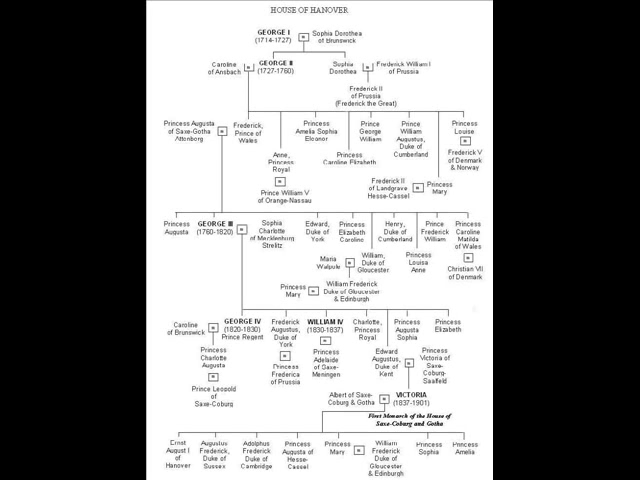 HOUSE OF HANOVER
GEORGE I
(1714-1727)
Sophia Dorothea
of Brunswick
Caroline
of Ansbach
GEORGE II
(1727-1760)
Sophia
Dorothea
Frederick William I
of Prussia
Frederick II
of Prussia
(Frederick the Great)
Princess Augusta
of Saxe-Gotha
Attonborg
Frederick,
Prince of
Wales
Princess
Amelia Sophia
Eleanor
Prince
George
William
Prince
William
Augustus,
Duke of
Cumberland
Princess
Louise
Frederick V
of Denmark
& Norway
Anne,
Princess
Royal
Prince William V
of Orange-Nassau
Princess
Caroline Elizabeth
Frederick II
of Landgrave
Hesse-Cassel
Princess
Mary
Princess
Augusta
GEORGE III
(1760-1820)
Sophia
Charlotte
of Mecklenburg
Strelitz
Edward,
Duke of
York
Princess
Elizabeth
Caroline
Henry,
Duke of
Cumberland
Prince
Frederick
William
Princess
Caroline
Matilda
of Wales
Christian VII
of Denmark
Maria
Walpule
William,
Duke of
Gloucester
Princess
Louisa
Anne
Princess
Mary
William Frederick
Duke of Gloucester
& Edinburgh
Caroline
of Brunswick
GEORGE IV
(1820-1830)
Prince Regent
Frederick
Augustus,
Duke of
York
WILLIAM IV
(1830-1837)
Charlotte,
Princess
Royal
Princess
Augusta
Sophia
Princess
Elizabeth
Princess
Charlotte
Augusta
Prince Leopold
of
Saxe-Coburg
Princess
Frederica
of Prussia
Princess
Adelaide
of Saxe-
Meningen
Edward
Augustus,
Duke of
Kent
Princess
Victoria of
Saxe-
Coburg-
Saalfeld
Albert of Saxe-
Coburg & Gotha
VICTORIA
(1837-1901)
First Monarch of the House of
Saxe-Coburg and Gotha
Ernst
August I
of
Hanover
Augustus
Frederick,
Duke of
Sussex
Adolphus
Frederick
Duke of
Cambridge
Princess
Augusta of
Hesse-
Cassel
Princess
Mary
William
Frederick
Duke of
Gloucester
& Edinburgh
Princess
Sophia
Princess
Amelia